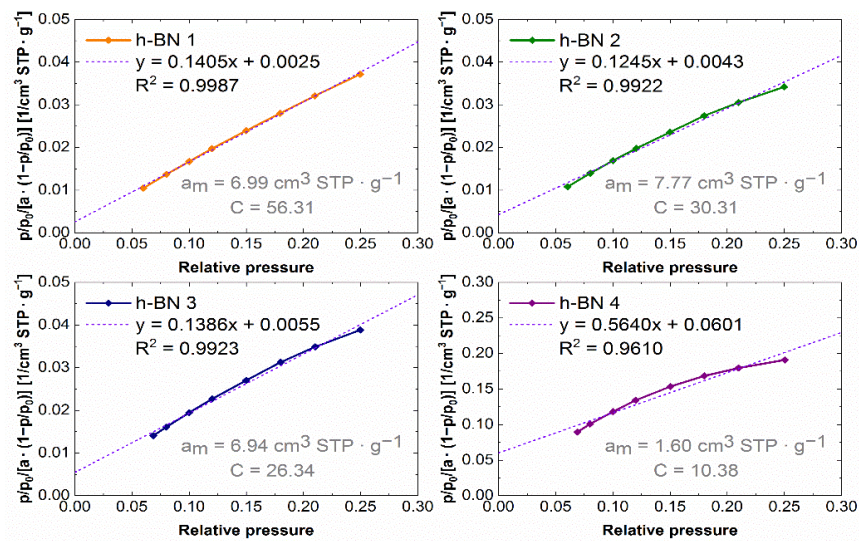 p/p₀/[a · (1−p/p₀)] [1/cm³ STP · g⁻¹]
0.05
0.04
0.03
0.02
0.01
0.00
h-BN 1
y = 0.1405x + 0.0025
R² = 0.9987
aₘ = 6.99 cm³ STP · g⁻¹
C = 56.31
0.00 0.05 0.10 0.15 0.20 0.25 0.30
Relative pressure
p/p₀/[a · (1−p/p₀)] [1/cm³ STP · g⁻¹]
0.05
0.04
0.03
0.02
0.01
0.00
h-BN 2
y = 0.1245x + 0.0043
R² = 0.9922
aₘ = 7.77 cm³ STP · g⁻¹
C = 30.31
0.00 0.05 0.10 0.15 0.20 0.25 0.30
Relative pressure
p/p₀/[a · (1−p/p₀)] [1/cm³ STP · g⁻¹]
0.05
0.04
0.03
0.02
0.01
0.00
h-BN 3
y = 0.1386x + 0.0055
R² = 0.9923
aₘ = 6.94 cm³ STP · g⁻¹
C = 26.34
0.00 0.05 0.10 0.15 0.20 0.25 0.30
Relative pressure
p/p₀/[a · (1−p/p₀)] [1/cm³ STP · g⁻¹]
0.30
0.25
0.20
0.15
0.10
0.05
0.00
h-BN 4
y = 0.5640x + 0.0601
R² = 0.9610
aₘ = 1.60 cm³ STP · g⁻¹
C = 10.38
0.00 0.05 0.10 0.15 0.20 0.25 0.30
Relative pressure